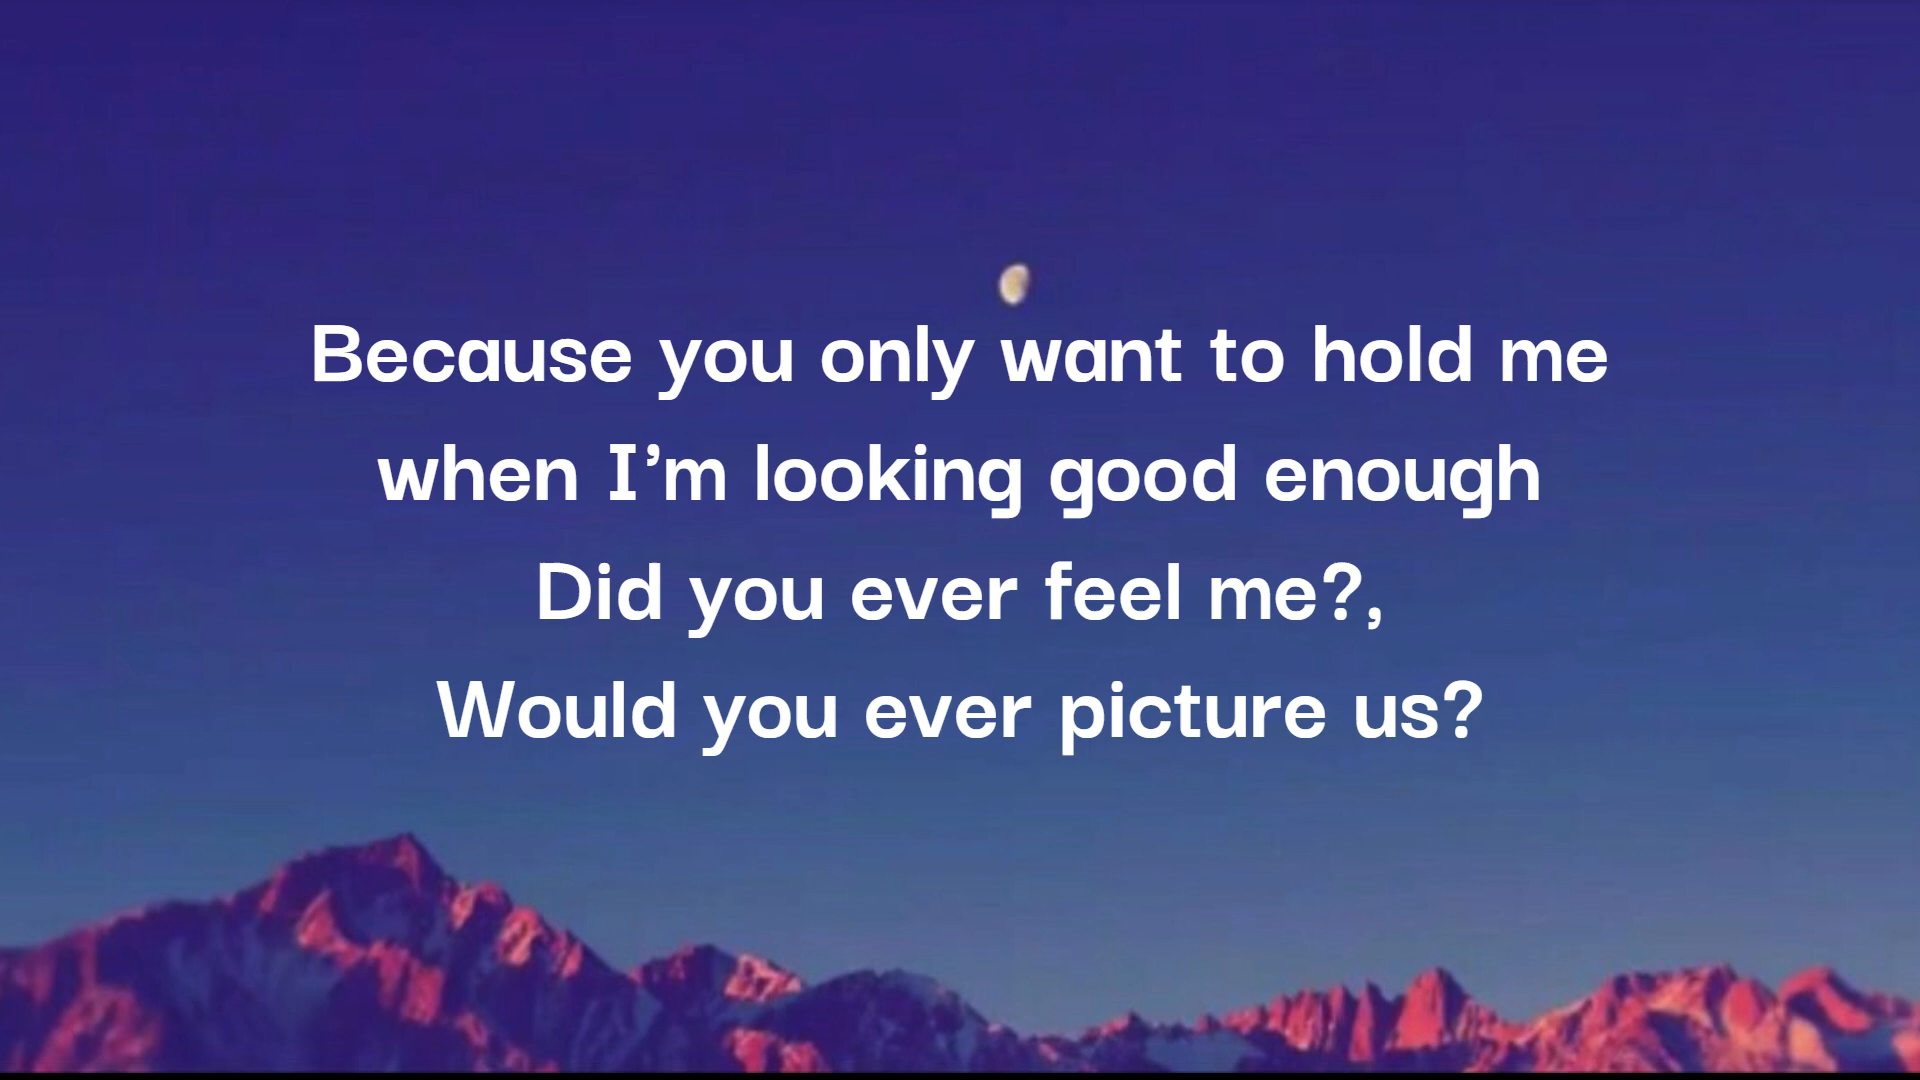 Because you only want to hold me
when I'm looking good enough
Did you ever feel me?,
Would you ever picture us?